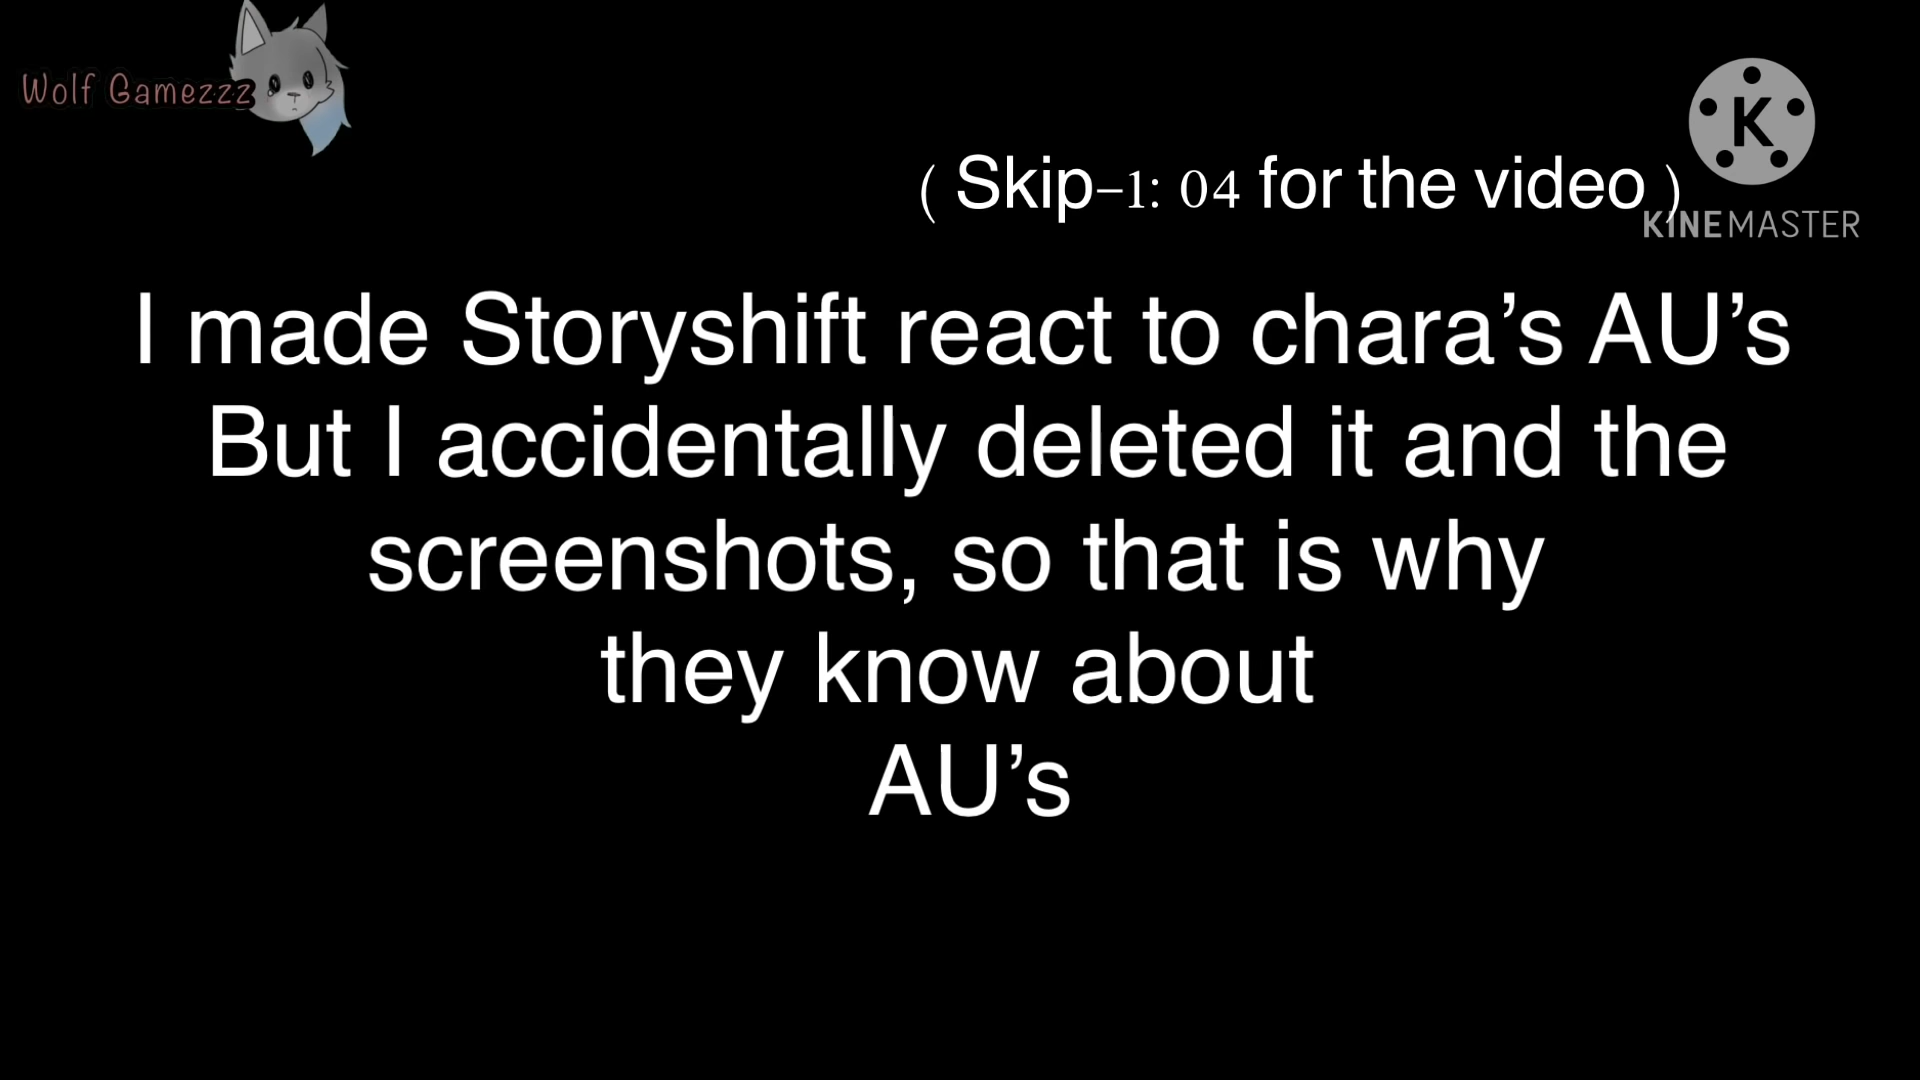 Wolf Gamezzz
( Skip-1: 04 for the video )
K
KINEMASTER
I made Storyshift react to chara’s AU’s
But I accidentally deleted it and the
screenshots, so that is why
they know about
AU’s